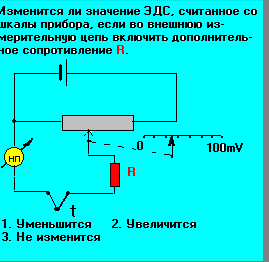 Изменится ли значение ЭДС, считанное со
шкалы прибора, если во внешнюю из-
мерительную цепь включить дополнитель-
ное сопротивление R.
0 100mV
НП
R
t
1. Уменьшится 2. Увеличится
3. Не изменится